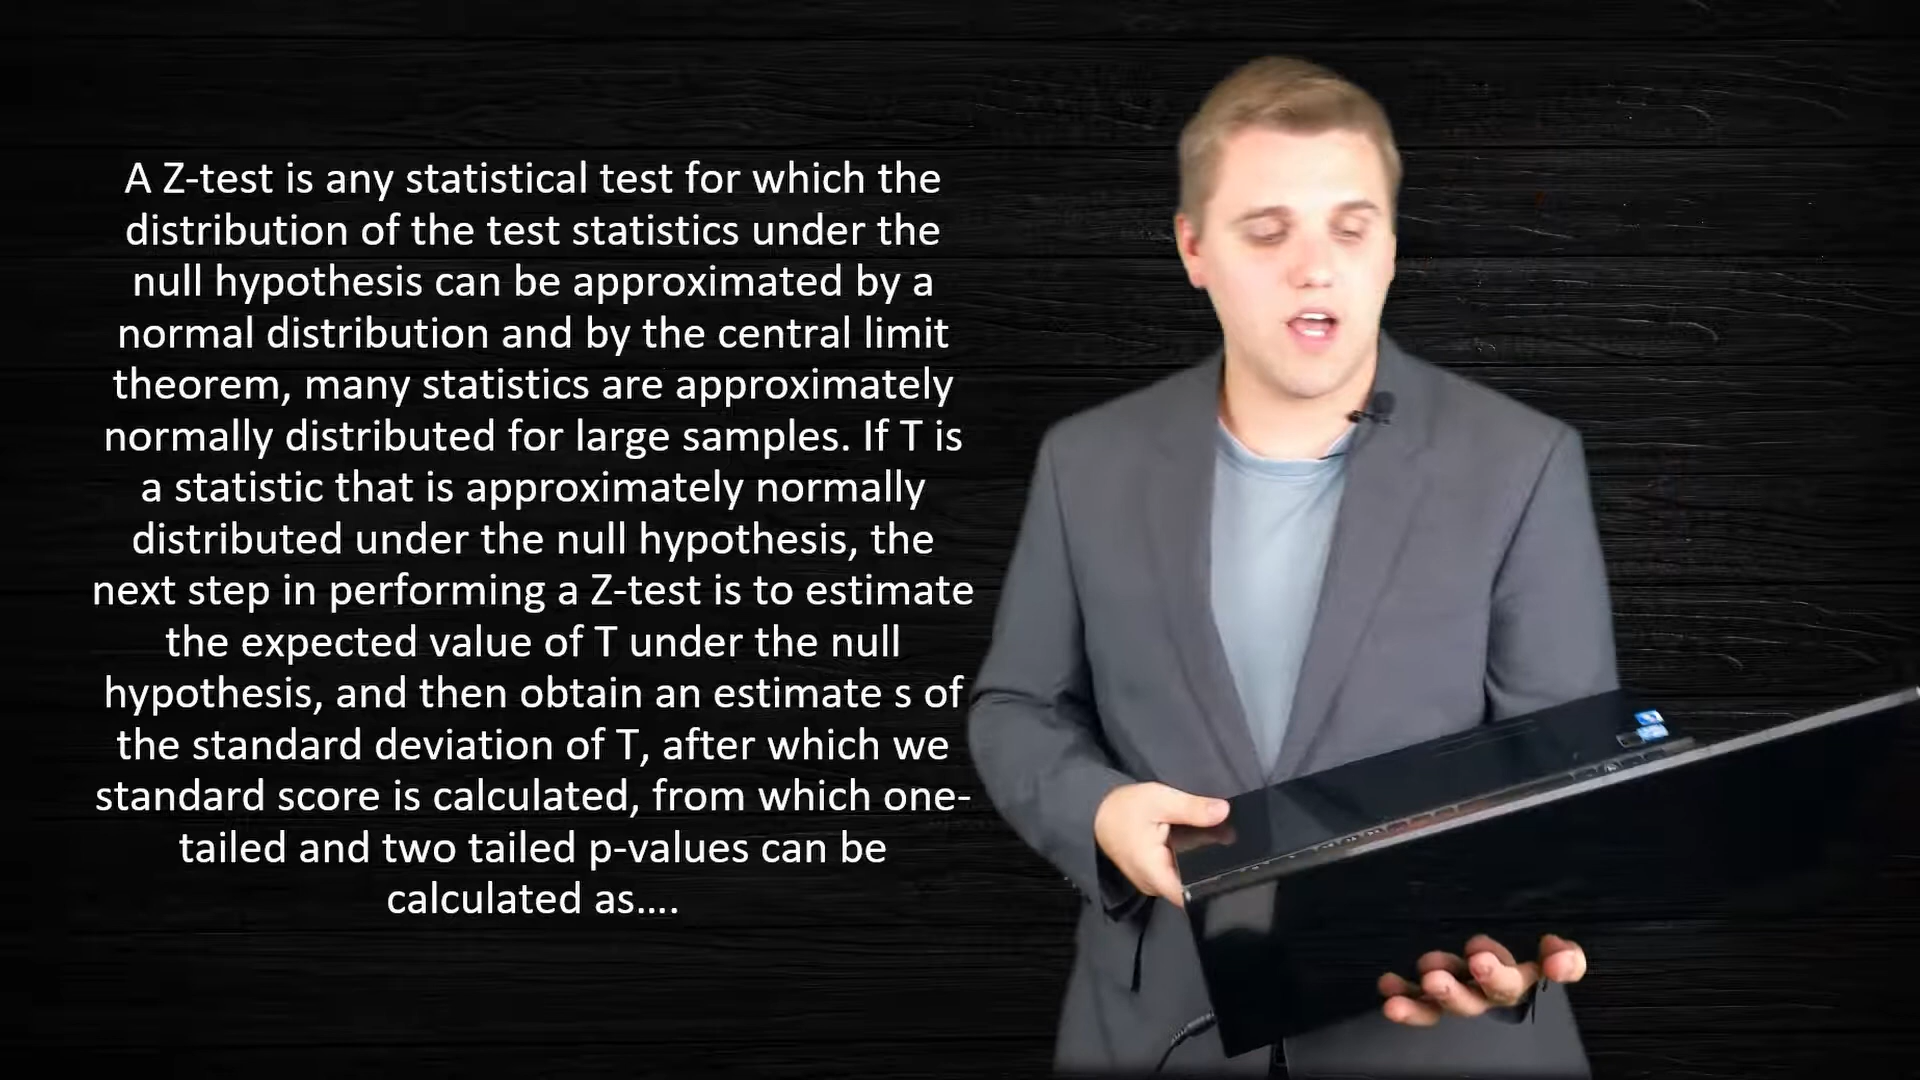 A Z-test is any statistical test for which the
distribution of the test statistics under the
null hypothesis can be approximated by a
normal distribution and by the central limit
theorem, many statistics are approximately
normally distributed for large samples. If T is
a statistic that is approximately normally
distributed under the null hypothesis, the
next step in performing a Z-test is to estimate
the expected value of T under the null
hypothesis, and then obtain an estimate s of
the standard deviation of T, after which we
standard score is calculated, from which one-
tailed and two tailed p-values can be
calculated as....